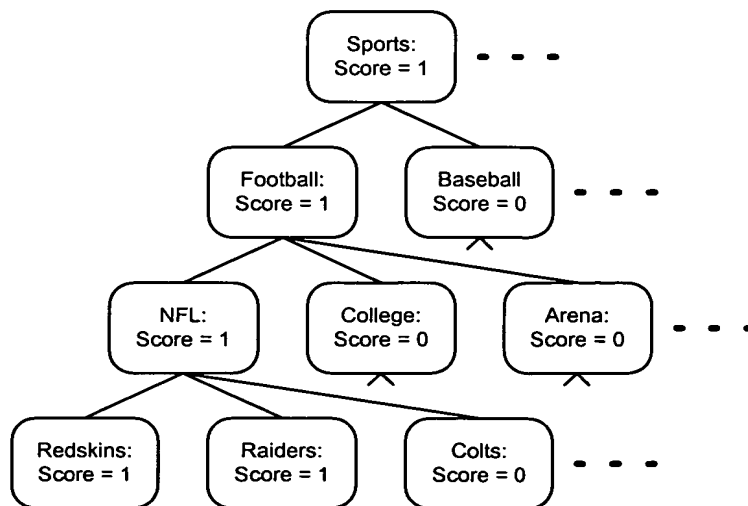 Sports:
Score = 1
Football:
Score = 1
Baseball
Score = 0
NFL:
Score = 1
College:
Score = 0
Arena:
Score = 0
Redskins:
Score = 1
Raiders:
Score = 1
Colts:
Score = 0